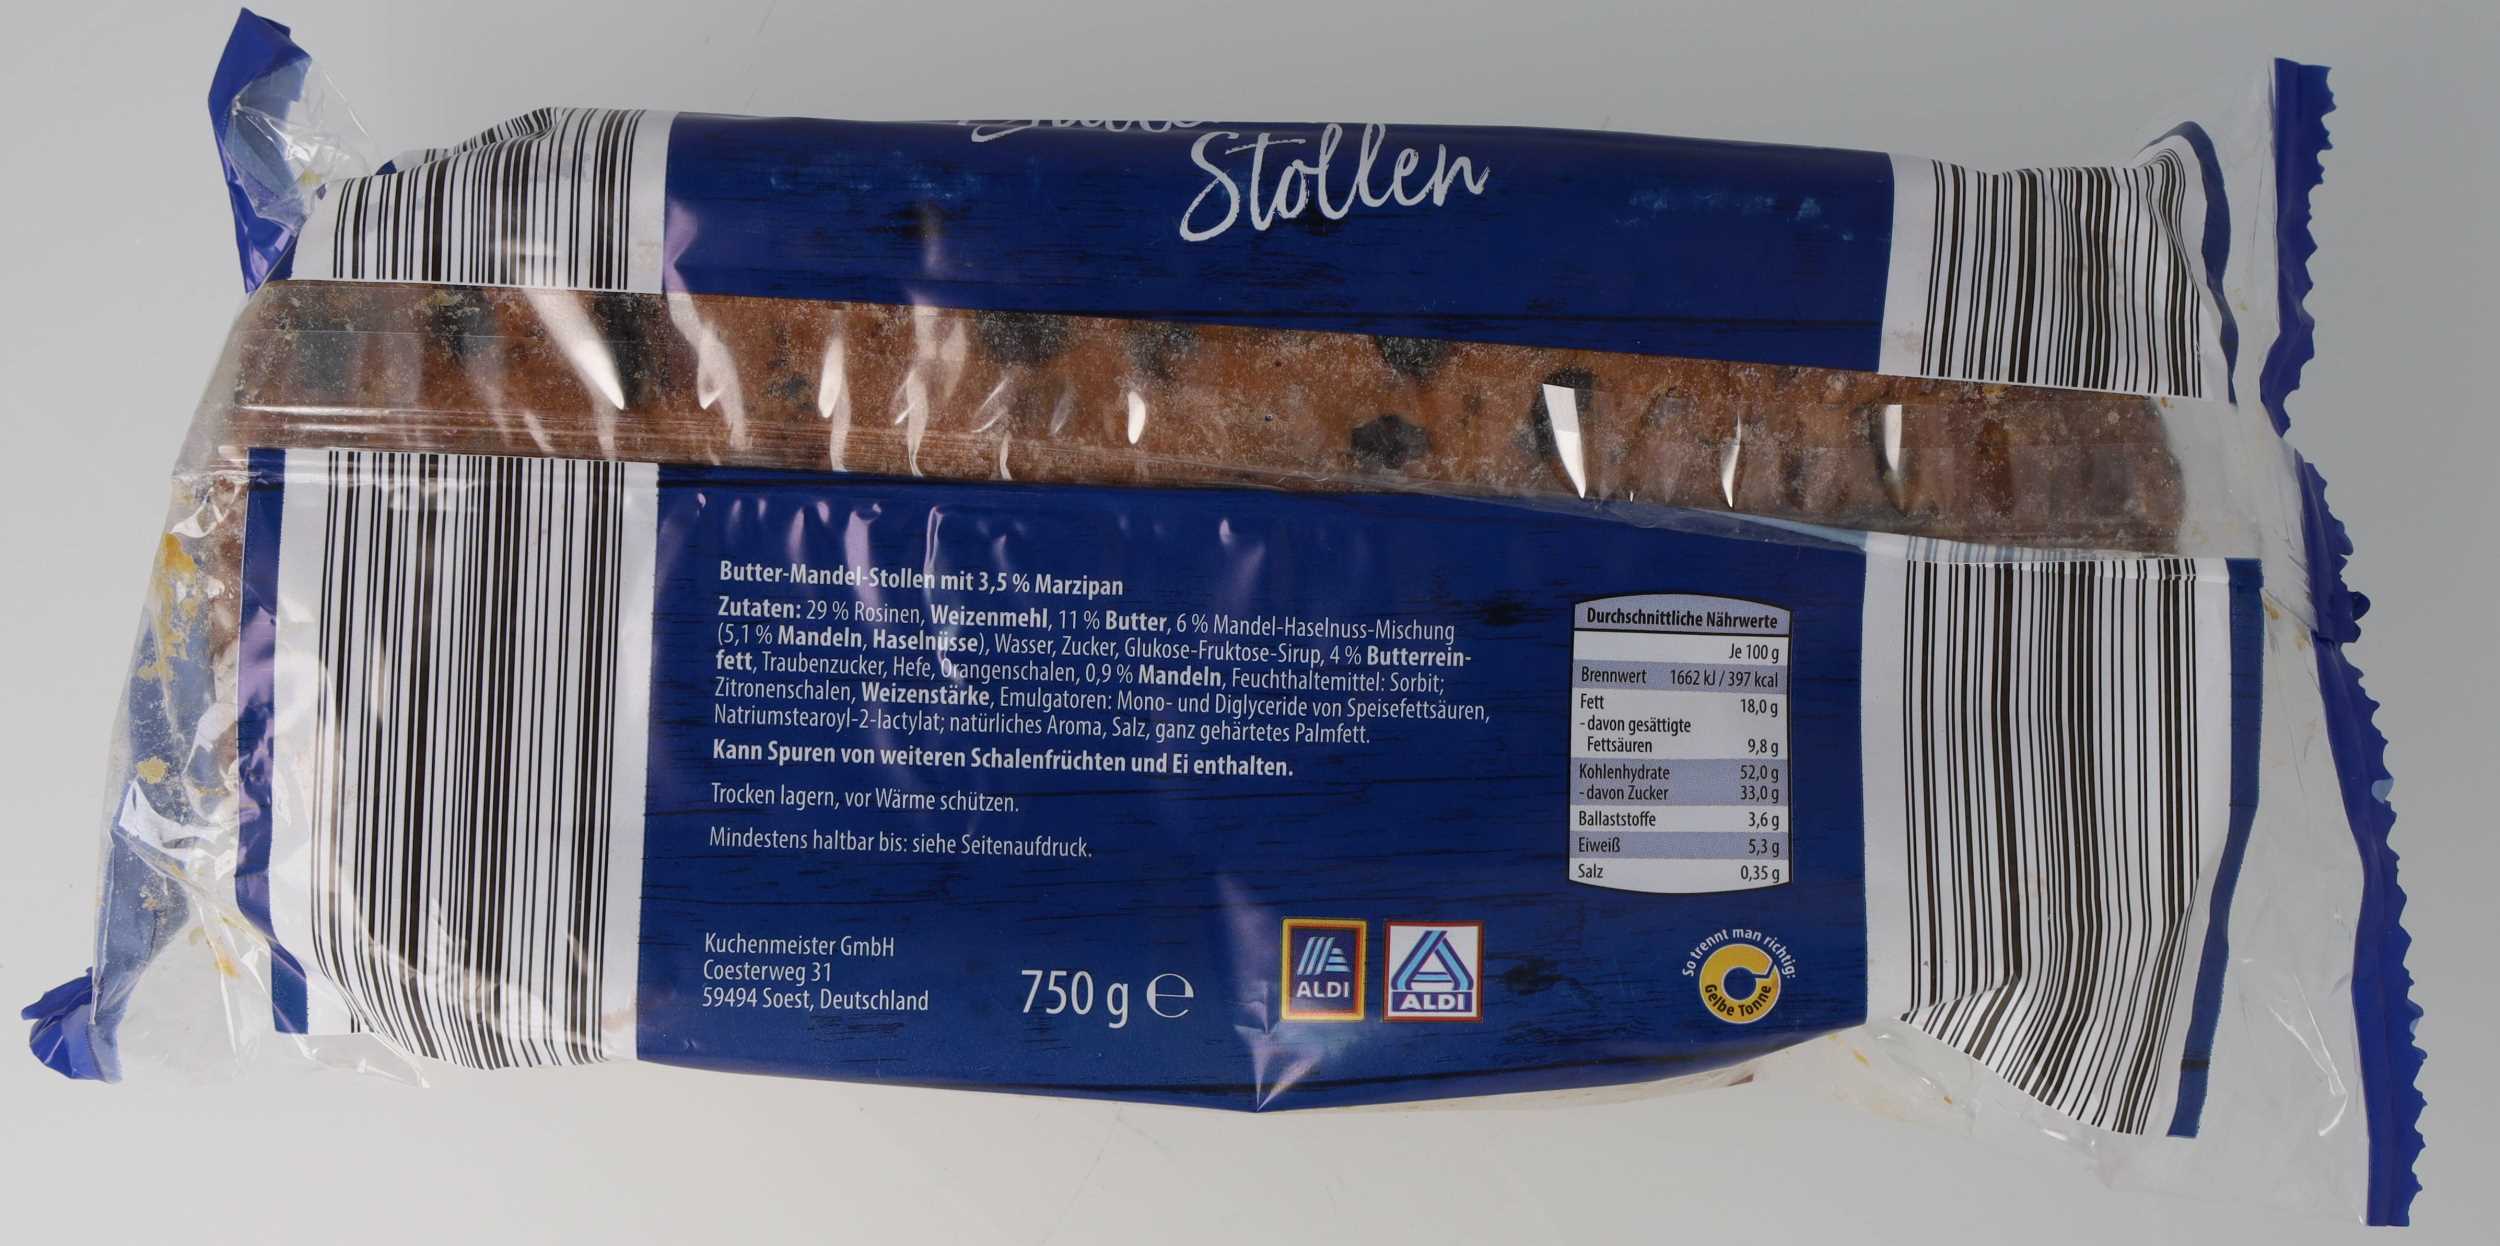 Stollen
Butter-Mandel-Stollen mit 3,5 % Marzipan
Zutaten: 29 % Rosinen, Weizenmehl, 11 % Butter, 6 % Mandel-Haselnuss-Mischung
(5,1 % Mandeln, Haselnüsse), Wasser, Zucker, Glukose-Fruktose-Sirup, 4 % Butterrein-
fett, Traubenzucker, Hefe, Orangenschalen, 0,9 % Mandeln, Feuchthaltemittel: Sorbit;
Zitronenschalen, Weizenstärke, Emulgatoren: Mono- und Diglyceride von Speisefettsäuren,
Natriumstearoyl-2-lactylat; natürliches Aroma, Salz, ganz gehärtetes Palmfett.
Kann Spuren von weiteren Schalenfrüchten und Ei enthalten.
Trocken lagern, vor Wärme schützen.
Mindestens haltbar bis: siehe Seitenaufdruck.
Kuchenmeister GmbH
Coesterweg 31
59494 Soest, Deutschland
750 g ℮
ALDI
ALDI
Durchschnittliche Nährwerte
Je 100 g
Brennwert 1662 kJ / 397 kcal
Fett 18,0 g
- davon gesättigte
Fettsäuren 9,8 g
Kohlenhydrate 52,0 g
- davon Zucker 33,0 g
Ballaststoffe 3,6 g
Eiweiß 5,3 g
Salz 0,35 g
So trennt man richtig:
Gelbe Tonne